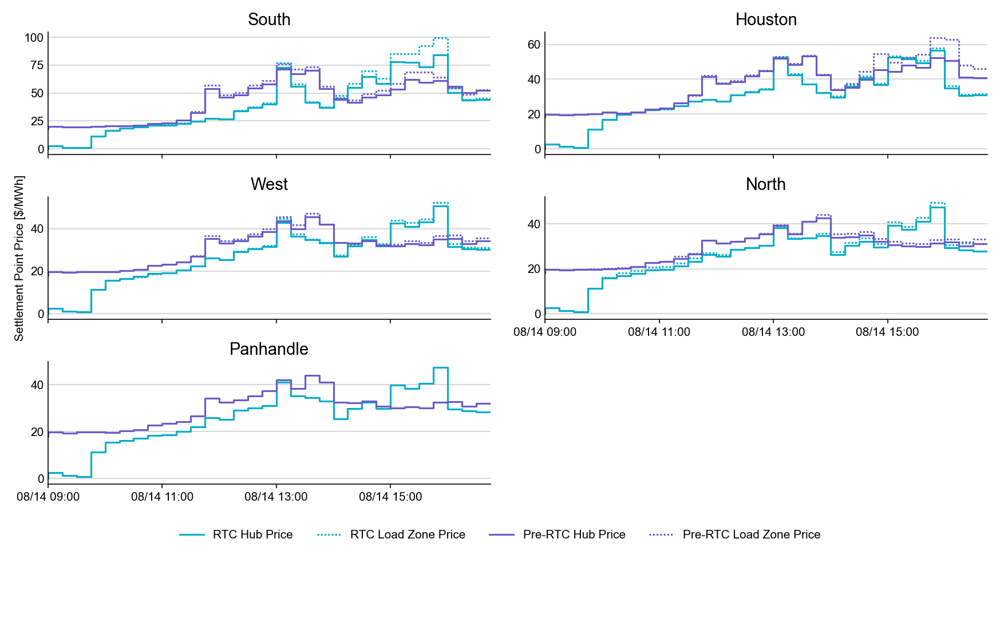 South
Houston
100
75
50
25
0
60
40
20
0
Settlement Point Price [$/MWh]
West
North
40
20
0
40
20
0
08/14 09:00 08/14 11:00 08/14 13:00 08/14 15:00
Panhandle
40
20
0
08/14 09:00 08/14 11:00 08/14 13:00 08/14 15:00
RTC Hub Price RTC Load Zone Price Pre-RTC Hub Price Pre-RTC Load Zone Price